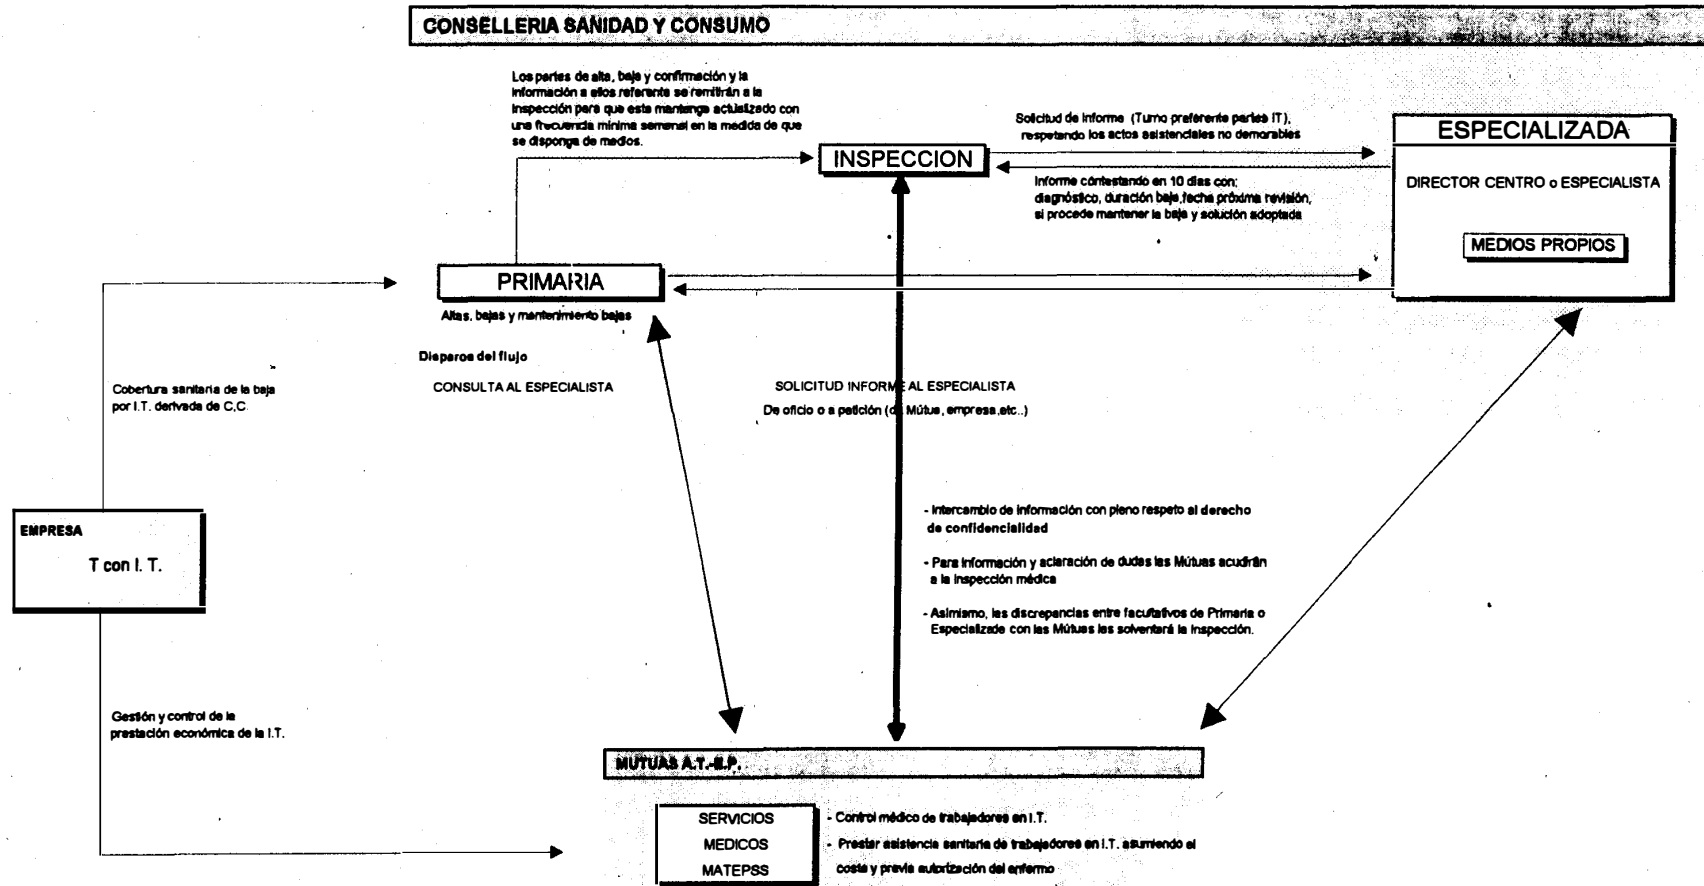 CONSELLERIA SANIDAD Y CONSUMO
Los partes de alta, baja y confirmación y la
información a ellos referente se remitirán a la
inspección para que esta mantenga actualizado con
una frecuencia mínima semanal en la medida de que
se disponga de medios.
Solicitud de informe (Turno preferente partes IT),
respetando los actos asistenciales no demorables
ESPECIALIZADA
INSPECCION
Informe contestando en 10 dias con:
diagnóstico, duración baja,fecha próxima revisión,
si procede mantener la baja y solución adoptada
DIRECTOR CENTRO o ESPECIALISTA
MEDIOS PROPIOS
PRIMARIA
Altas, bajas y mantenimiento bajas
Disparos del flujo
CONSULTA AL ESPECIALISTA
SOLICITUD INFORME AL ESPECIALISTA
De oficio o a petición (de Mútua, empresa,etc..)
Cobertura sanitaria de la baja
por I.T. derivada de C,C.
EMPRESA
T con I. T.
- Intercambio de información con pleno respeto al derecho
de confidencialidad
- Para información y aclaración de dudas las Mútuas acudirán
a la inspección médica
- Asimismo, las discrepancias entre facultativos de Primaria o
Especializade con las Mútuas las solventará la inspección.
Gestión y control de la
prestación económica de la I.T.
MUTUAS A.T.-E.P.
SERVICIOS
MEDICOS
MATEPSS
- Control médico de trabajadores en I.T.
- Prestar asistencia sanitaria de trabajadores en I.T. asumiendo el
coste y previa autorización del enfermo